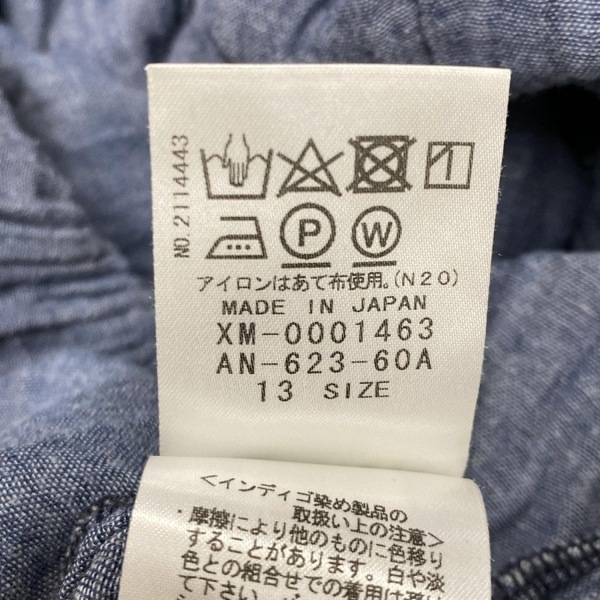 NO.2114443
P W
アイロンはあて布使用。(N20)
MADE IN JAPAN
XM-0001463
AN-623-60A
13 SIZE
<インディゴ染め製品の
取扱い上の注意>
・摩擦により他のものに色移り
することがあります。白や淡
色との組合せでの着用は避け
て下さい。